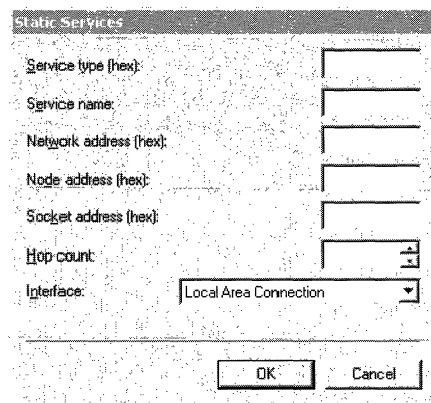 Static Services
Service type (hex):
Service name:
Network address (hex):
Node address (hex):
Socket address (hex):
Hop count:
Interface: Local Area Connection
OK Cancel